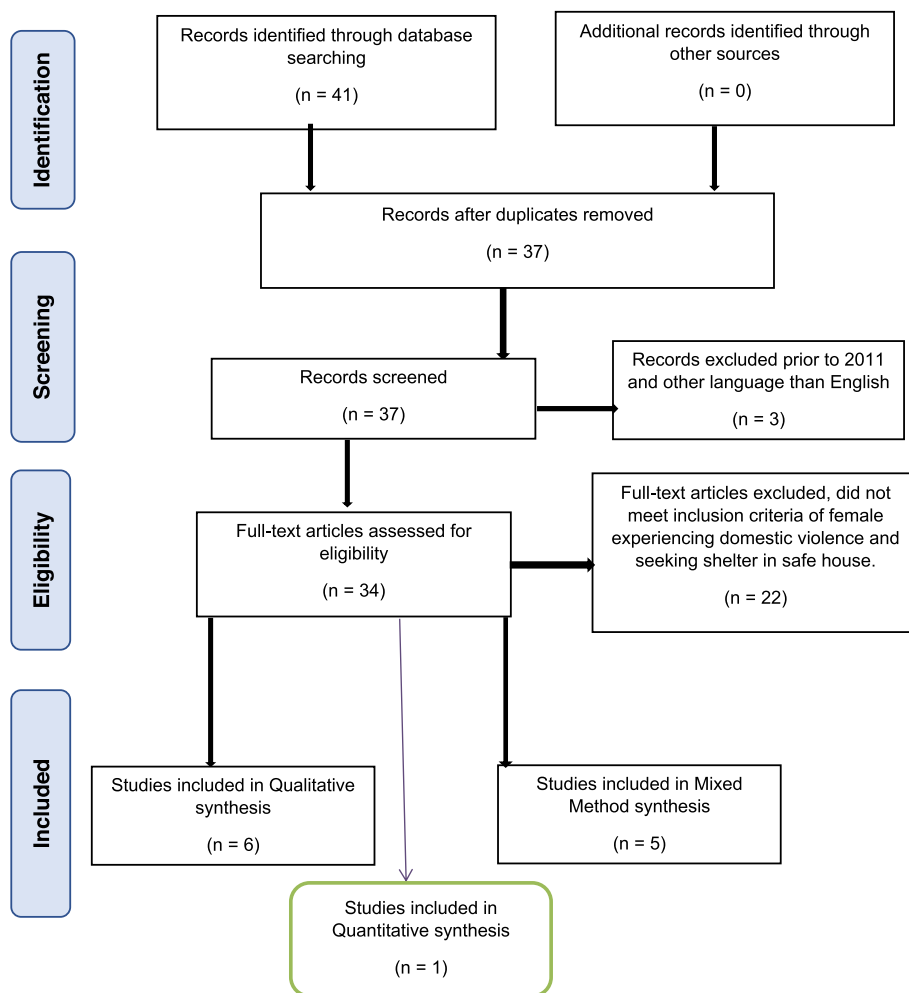 Identification
Records identified through database
searching
(n = 41)
Additional records identified through
other sources
(n = 0)
Records after duplicates removed
(n = 37)
Screening
Records screened
(n = 37)
Records excluded prior to 2011
and other language than English
(n = 3)
Eligibility
Full-text articles assessed for
eligibility
(n = 34)
Full-text articles excluded, did not
meet inclusion criteria of female
experiencing domestic violence and
seeking shelter in safe house.
(n = 22)
Included
Studies included in Qualitative
synthesis
(n = 6)
Studies included in Mixed
Method synthesis
(n = 5)
Studies included in
Quantitative synthesis
(n = 1)